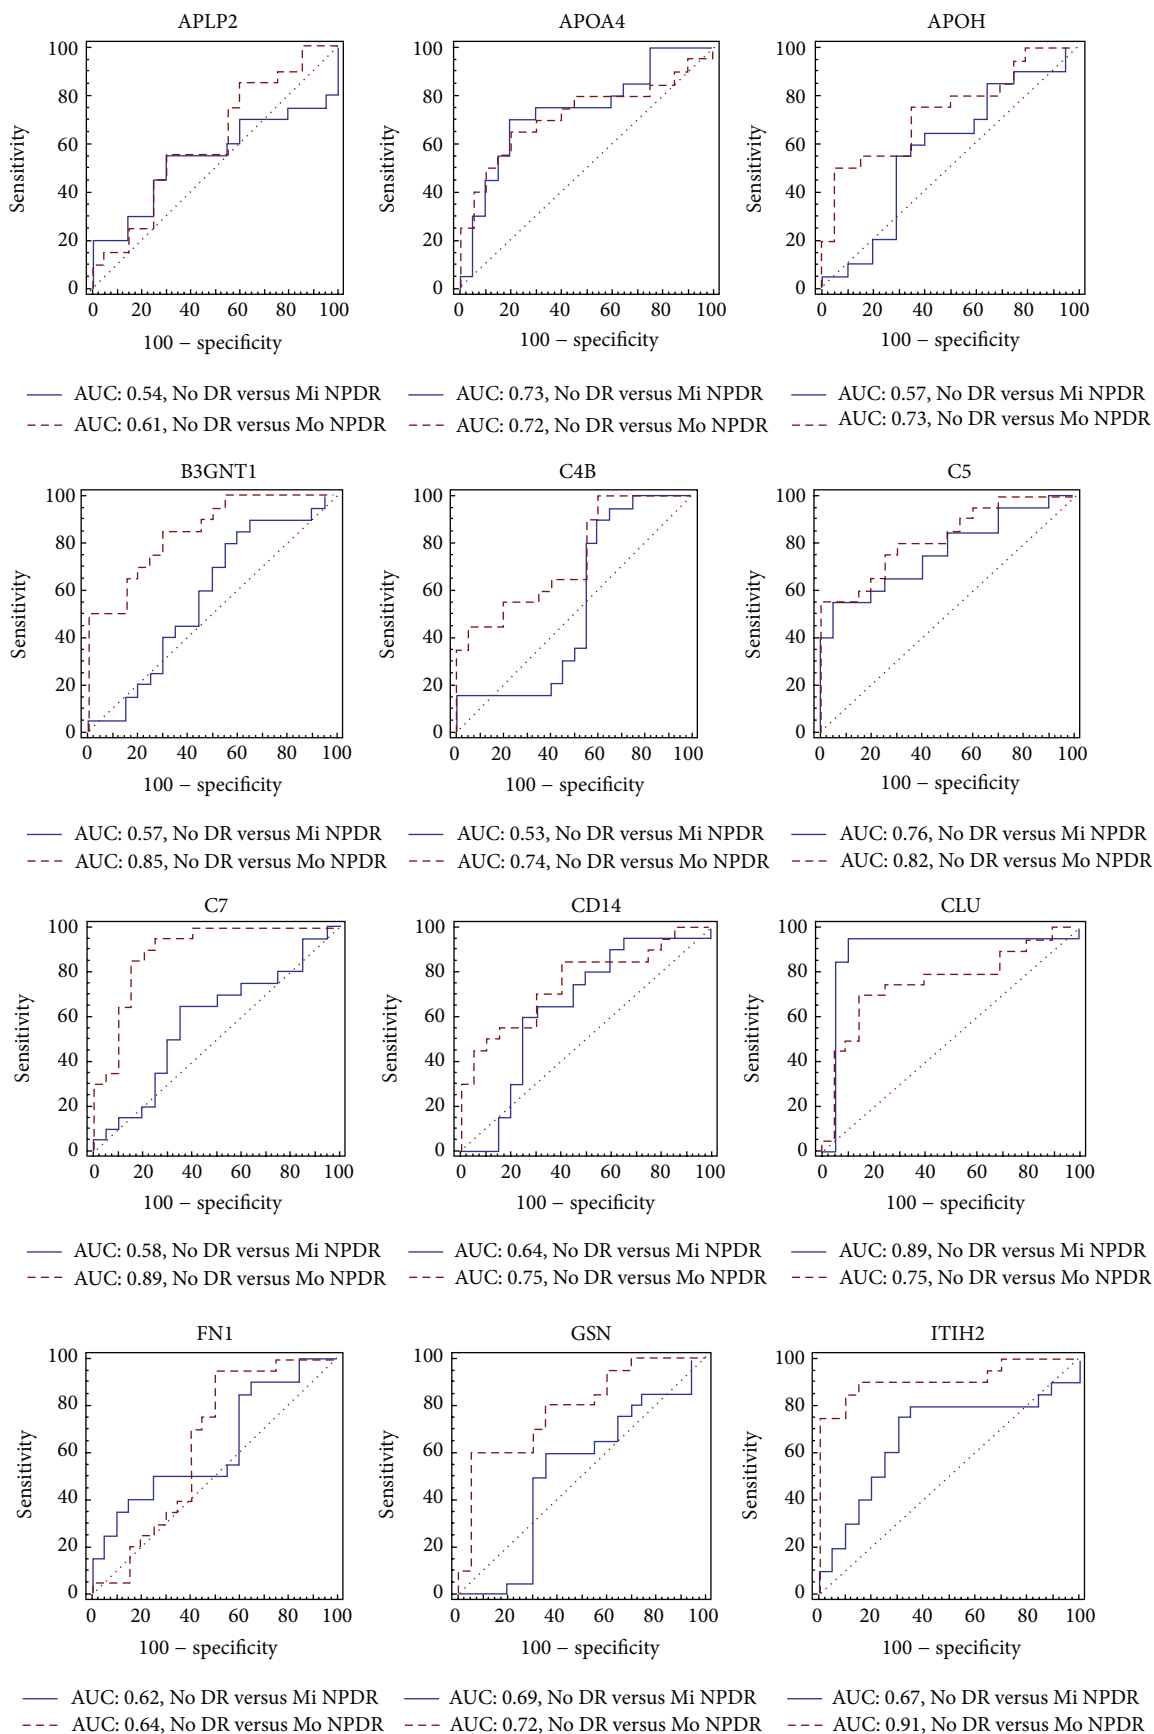 APLP2 APOA4 APOH
100 100 100
80 80 80
60 60 60
40 40 40
20 20 20
0 0 0
Sensitivity Sensitivity Sensitivity
0 20 40 60 80 100 0 20 40 60 80 100 0 20 40 60 80 100
100 − specificity 100 − specificity 100 − specificity
AUC: 0.54, No DR versus Mi NPDR AUC: 0.73, No DR versus Mi NPDR AUC: 0.57, No DR versus Mi NPDR
AUC: 0.61, No DR versus Mo NPDR AUC: 0.72, No DR versus Mo NPDR AUC: 0.73, No DR versus Mo NPDR
B3GNT1 C4B C5
100 100 100
80 80 80
60 60 60
40 40 40
20 20 20
0 0 0
Sensitivity Sensitivity Sensitivity
0 20 40 60 80 100 0 20 40 60 80 100 0 20 40 60 80 100
100 − specificity 100 − specificity 100 − specificity
AUC: 0.57, No DR versus Mi NPDR AUC: 0.53, No DR versus Mi NPDR AUC: 0.76, No DR versus Mi NPDR
AUC: 0.85, No DR versus Mo NPDR AUC: 0.74, No DR versus Mo NPDR AUC: 0.82, No DR versus Mo NPDR
C7 CD14 CLU
100 100 100
80 80 80
60 60 60
40 40 40
20 20 20
0 0 0
Sensitivity Sensitivity Sensitivity
0 20 40 60 80 100 0 20 40 60 80 100 0 20 40 60 80 100
100 − specificity 100 − specificity 100 − specificity
AUC: 0.58, No DR versus Mi NPDR AUC: 0.64, No DR versus Mi NPDR AUC: 0.89, No DR versus Mi NPDR
AUC: 0.89, No DR versus Mo NPDR AUC: 0.75, No DR versus Mo NPDR AUC: 0.75, No DR versus Mo NPDR
FN1 GSN ITIH2
100 100 100
80 80 80
60 60 60
40 40 40
20 20 20
0 0 0
Sensitivity Sensitivity Sensitivity
0 20 40 60 80 100 0 20 40 60 80 100 0 20 40 60 80 100
100 − specificity 100 − specificity 100 − specificity
AUC: 0.62, No DR versus Mi NPDR AUC: 0.69, No DR versus Mi NPDR AUC: 0.67, No DR versus Mi NPDR
AUC: 0.64, No DR versus Mo NPDR AUC: 0.72, No DR versus Mo NPDR AUC: 0.91, No DR versus Mo NPDR